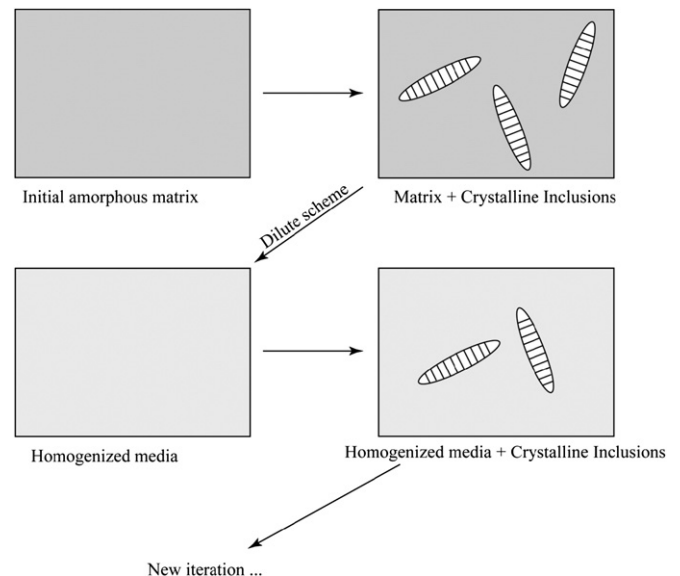 Initial amorphous matrix
Matrix + Crystalline Inclusions
Dilute scheme
Homogenized media
Homogenized media + Crystalline Inclusions
New iteration ...